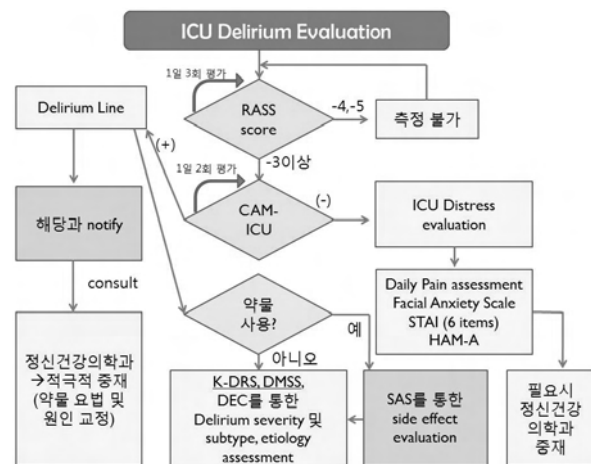 ICU Delirium Evaluation
1일 3회 평가
RASS
score
-4,-5
측정 불가
Delirium Line
(+)
-3이상
1일 2회 평가
CAM-
ICU
(-)
ICU Distress
evaluation
해당과 notify
consult
Daily Pain assessment
Facial Anxiety Scale
STAI (6 items)
HAM-A
약물
사용?
예
아니오
정신건강의학과
→적극적 중재
(약물 요법 및
원인 교정)
K-DRS, DMSS,
DEC를 통한
Delirium severity 및
subtype, etiology
assessment
SAS를 통한
side effect
evaluation
필요시
정신건강
의학과
중재